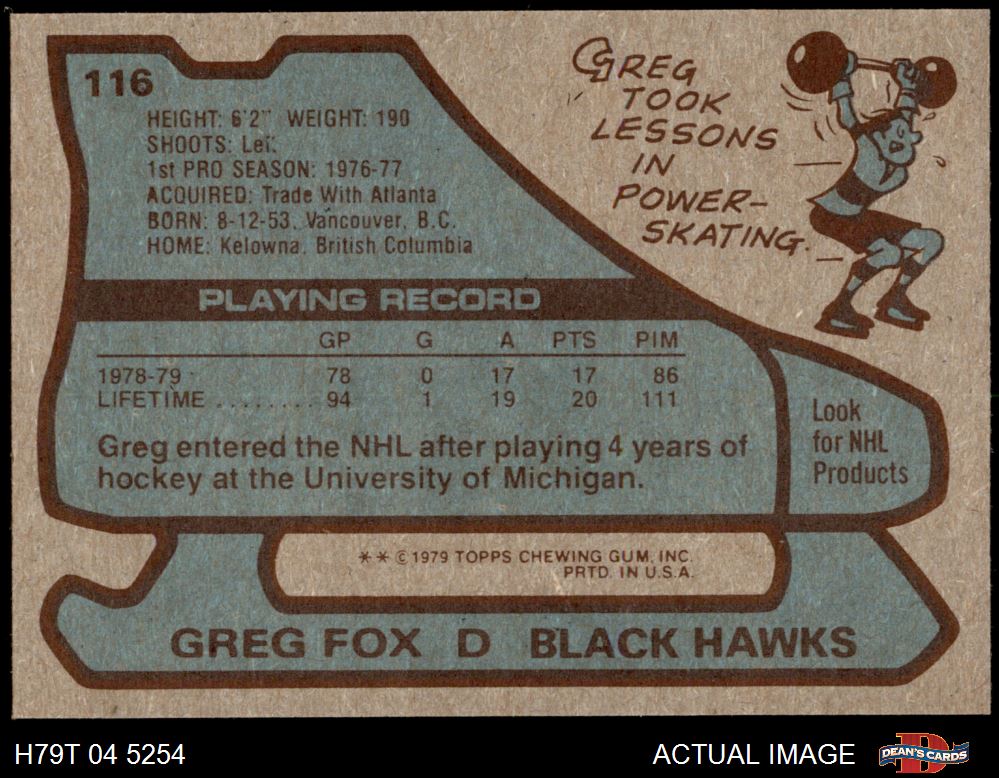 116
HEIGHT: 6'2" WEIGHT: 190
SHOOTS: Left
1st PRO SEASON: 1976-77
ACQUIRED: Trade With Atlanta
BORN: 8-12-53, Vancouver, B.C.
HOME: Kelowna, British Columbia
GREG
TOOK
LESSONS
IN
POWER-
SKATING.
PLAYING RECORD
GP G A PTS PIM
1978-79 78 0 17 17 86
LIFETIME ........ 94 1 19 20 111
Greg entered the NHL after playing 4 years of
hockey at the University of Michigan.
Look
for NHL
Products
** © 1979 TOPPS CHEWING GUM, INC.
PRTD. IN U.S.A.
GREG FOX D BLACK HAWKS
H79T 04 5254
ACTUAL IMAGE
DEAN'S CARDS